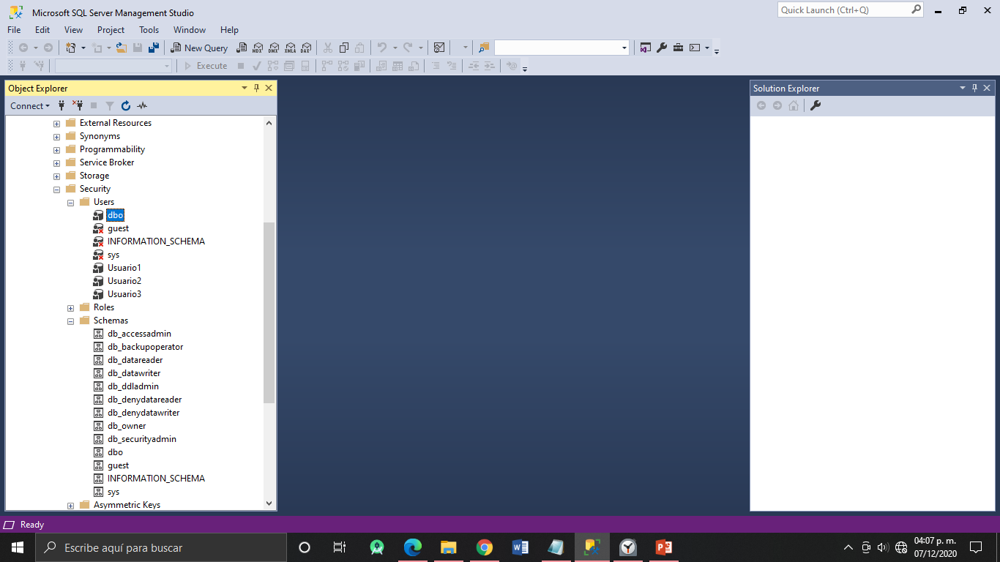 Microsoft SQL Server Management Studio
Quick Launch (Ctrl+Q)
File Edit View Project Tools Window Help
New Query
MDX DMX XMLA DAX
Execute
Object Explorer
Solution Explorer
Connect
External Resources
Synonyms
Programmability
Service Broker
Storage
Security
Users
dbo
guest
INFORMATION_SCHEMA
sys
Usuario1
Usuario2
Usuario3
Roles
Schemas
db_accessadmin
db_backupoperator
db_datareader
db_datawriter
db_ddladmin
db_denydatareader
db_denydatawriter
db_owner
db_securityadmin
dbo
guest
INFORMATION_SCHEMA
sys
Asymmetric Keys
Ready
Escribe aquí para buscar
04:07 p. m.
07/12/2020